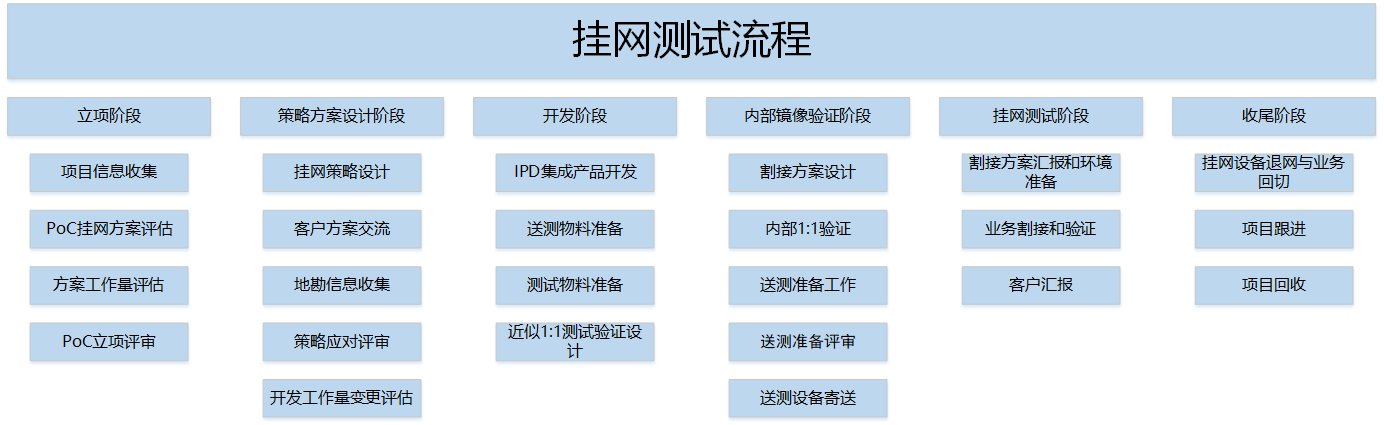 挂网测试流程
立项阶段
项目信息收集
PoC挂网方案评估
方案工作量评估
PoC立项评审
策略方案设计阶段
挂网策略设计
客户方案交流
地勘信息收集
策略应对评审
开发工作量变更评估
开发阶段
IPD集成产品开发
送测物料准备
测试物料准备
近似1:1测试验证设
计
内部镜像验证阶段
割接方案设计
内部1:1验证
送测准备工作
送测准备评审
送测设备寄送
挂网测试阶段
割接方案汇报和环境
准备
业务割接和验证
客户汇报
收尾阶段
挂网设备退网与业务
回切
项目跟进
项目回收